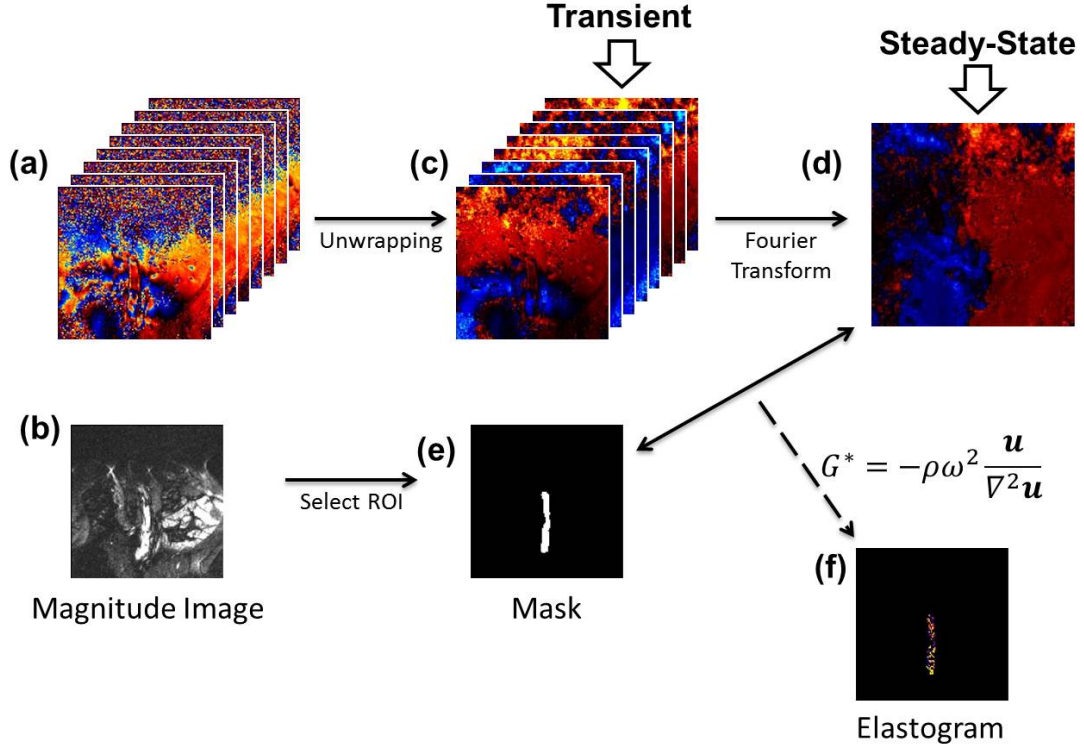 Transient
Steady-State
(a)
(c)
(d)
Unwrapping
Fourier
Transform
(b)
(e)
Select ROI
G* = −ρω² u / ∇²u
(f)
Magnitude Image
Mask
Elastogram